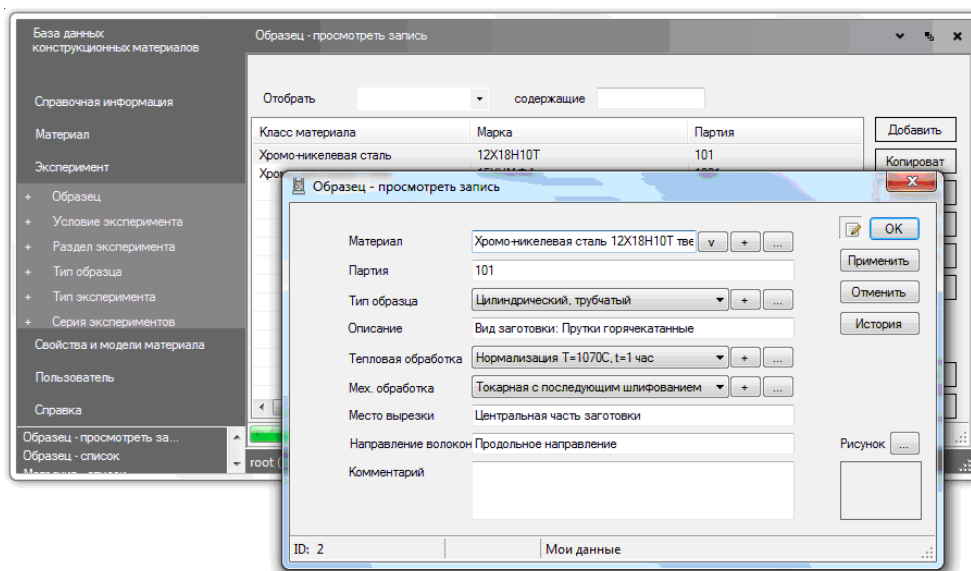 База данных
конструкционных материалов
Образец - просмотреть запись
Справочная информация
Материал
Эксперимент
+ Образец
+ Условие эксперимента
+ Раздел эксперимента
+ Тип образца
+ Тип эксперимента
+ Серия экспериментов
Свойства и модели материала
Пользователь
Справка
Образец - просмотреть за...
Образец - список
Отобрать содержащие
Класс материала Марка Партия
Хромо-никелевая сталь 12Х18Н10Т 101
Добавить
Копироват
root (
Образец - просмотреть запись
Материал Хромо-никелевая сталь 12Х18Н10Т тве v + ...
Партия 101
Тип образца Цилиндрический, трубчатый + ...
Описание Вид заготовки: Прутки горячекатанные
Тепловая обработка Нормализация Т=1070С, t=1 час + ...
Мех. обработка Токарная с последующим шлифованием + ...
Место вырезки Центральная часть заготовки
Направление волокон Продольное направление
Комментарий
OK
Применить
Отменить
История
Рисунок ...
ID: 2 Мои данные